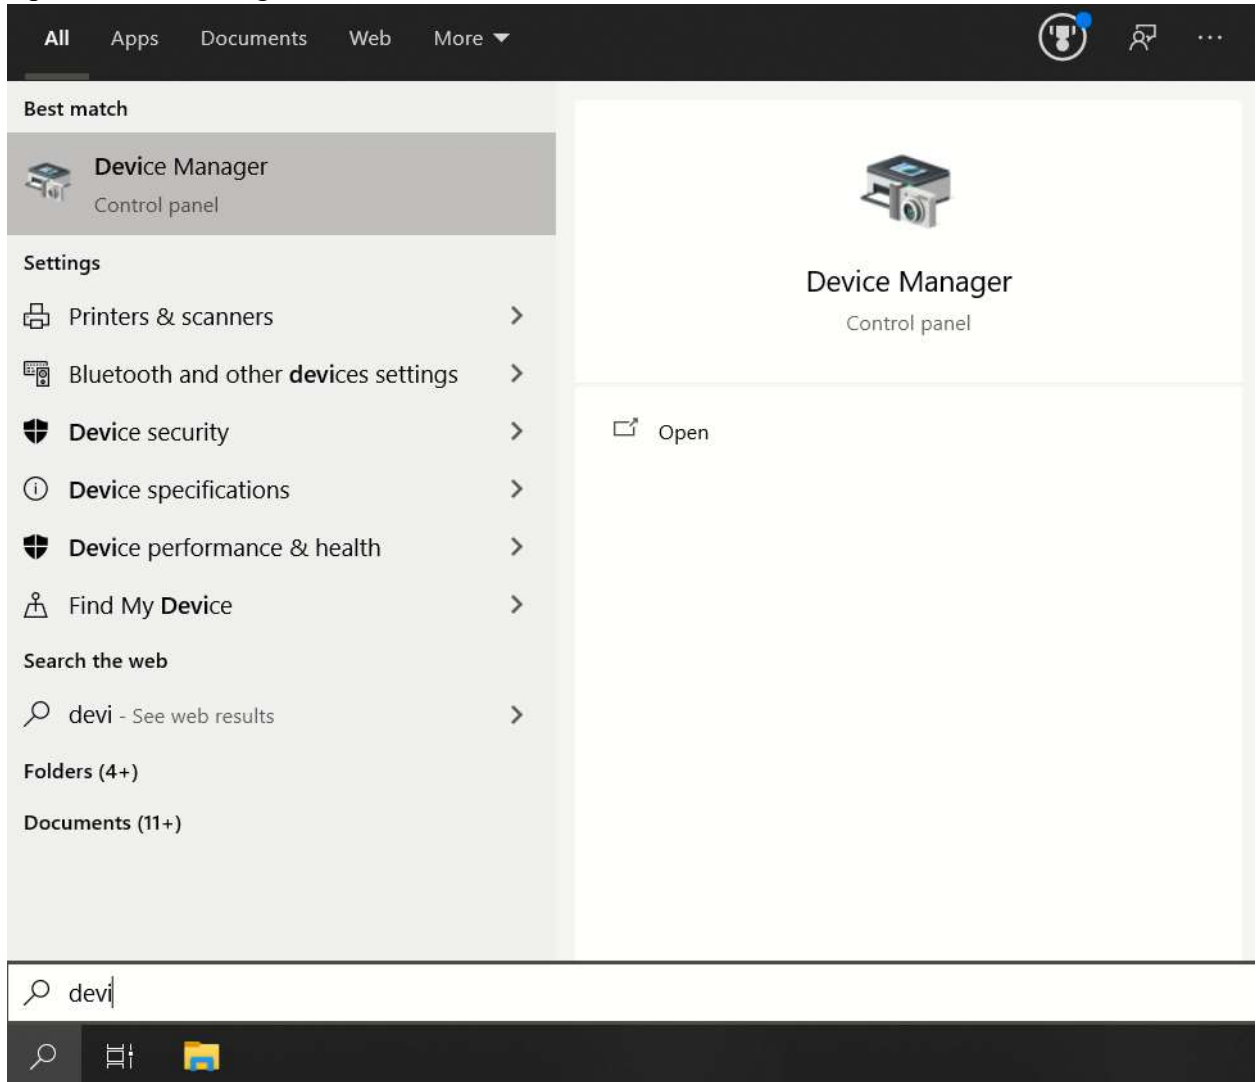 All Apps Documents Web More
Best match
Device Manager
Control panel
Settings
Printers & scanners
Bluetooth and other devices settings
Device security
Device specifications
Device performance & health
Find My Device
Search the web
devi - See web results
Folders (4+)
Documents (11+)
Device Manager
Control panel
Open
devi